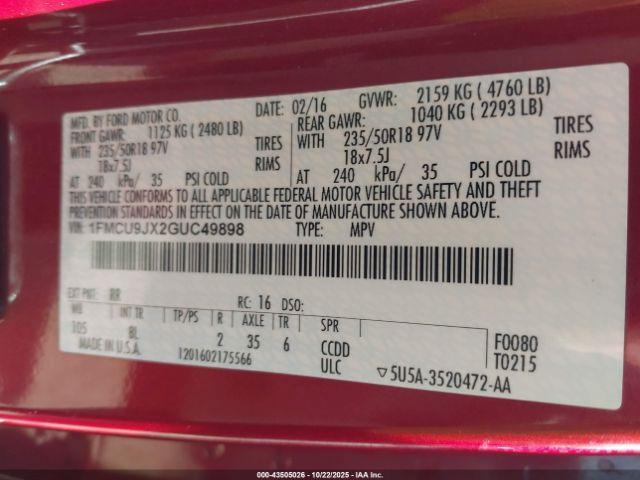 MFD. BY FORD MOTOR CO.
DATE: 02/16 GVWR: 2159 KG ( 4760 LB)
FRONT GAWR: 1125 KG ( 2480 LB) REAR GAWR: 1040 KG ( 2293 LB)
WITH 235/50R18 97V TIRES WITH 235/50R18 97V TIRES
18x7.5J RIMS 18x7.5J RIMS
AT 240 kPa/ 35 PSI COLD AT 240 kPa/ 35 PSI COLD
THIS VEHICLE CONFORMS TO ALL APPLICABLE FEDERAL MOTOR VEHICLE SAFETY AND THEFT
PREVENTION STANDARDS IN EFFECT ON THE DATE OF MANUFACTURE SHOWN ABOVE.
VIN: 1FMCU9JX2GUC49898 TYPE: MPV
EXT PNT: RR RC: 16 DSO:
WB TP/PS R AXLE TR SPR
105 8L 2 35 6 CCDD F0080
MADE IN U.S.A. 1201602175566 ULC T0215
▽5U5A-3520472-AA
000-43505026 - 10/22/2025 - IAA Inc.